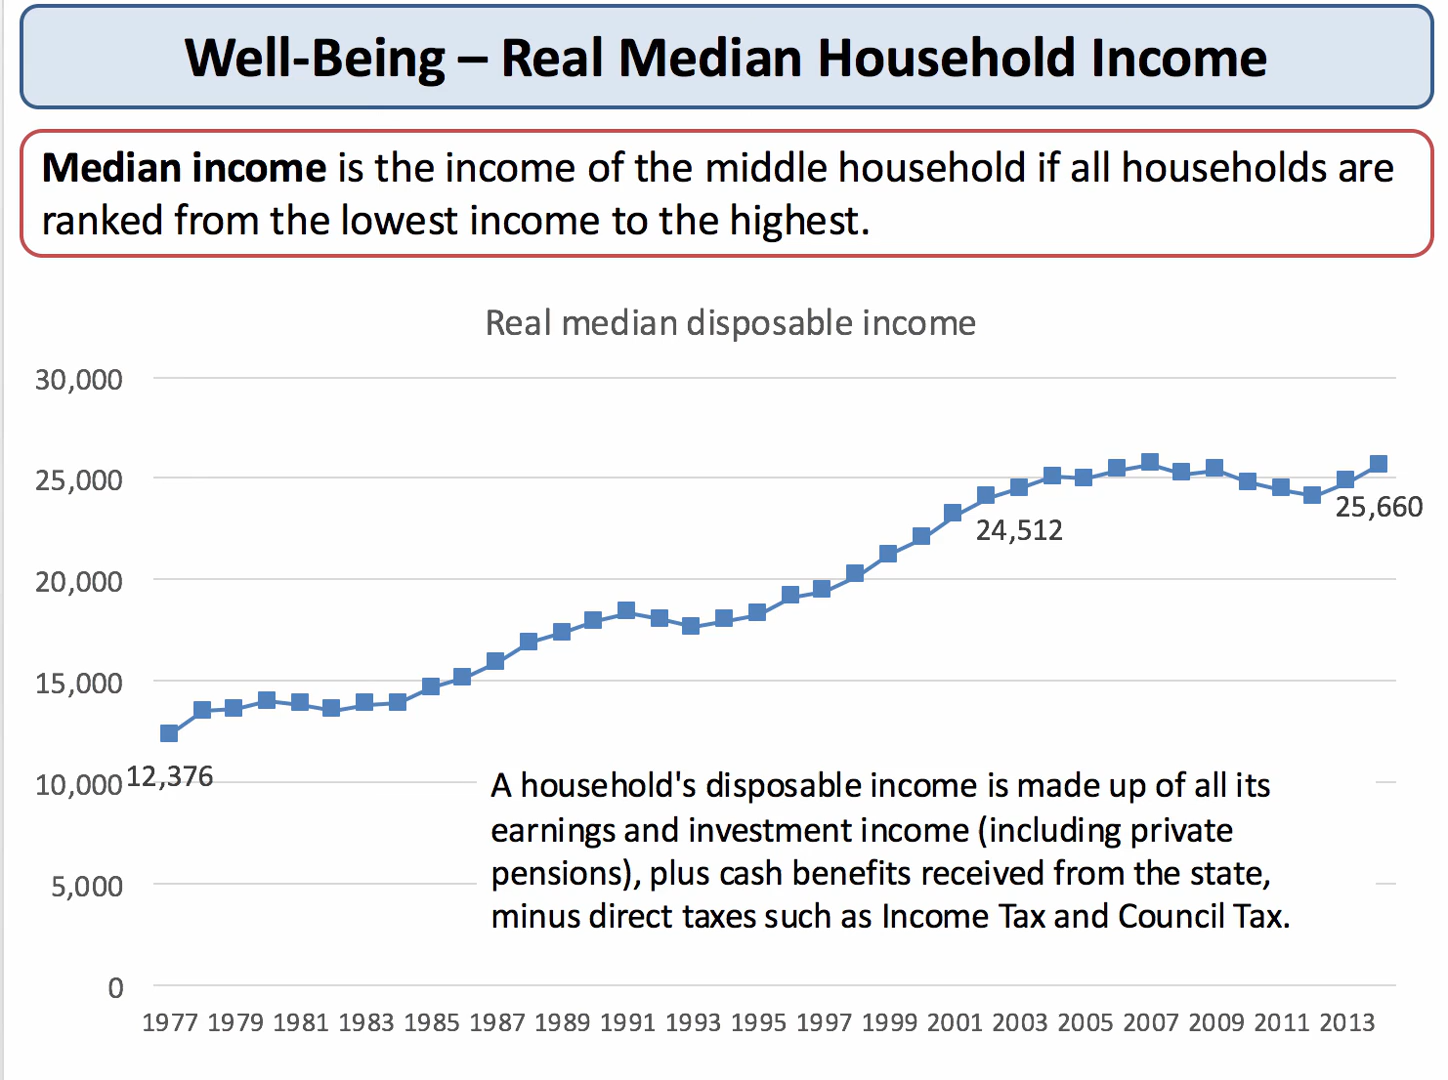 Well-Being – Real Median Household Income
Median income is the income of the middle household if all households are
ranked from the lowest income to the highest.
Real median disposable income
30,000
25,000
20,000
15,000
10,000
5,000
0
12,376
24,512
25,660
A household's disposable income is made up of all its
earnings and investment income (including private
pensions), plus cash benefits received from the state,
minus direct taxes such as Income Tax and Council Tax.
1977 1979 1981 1983 1985 1987 1989 1991 1993 1995 1997 1999 2001 2003 2005 2007 2009 2011 2013